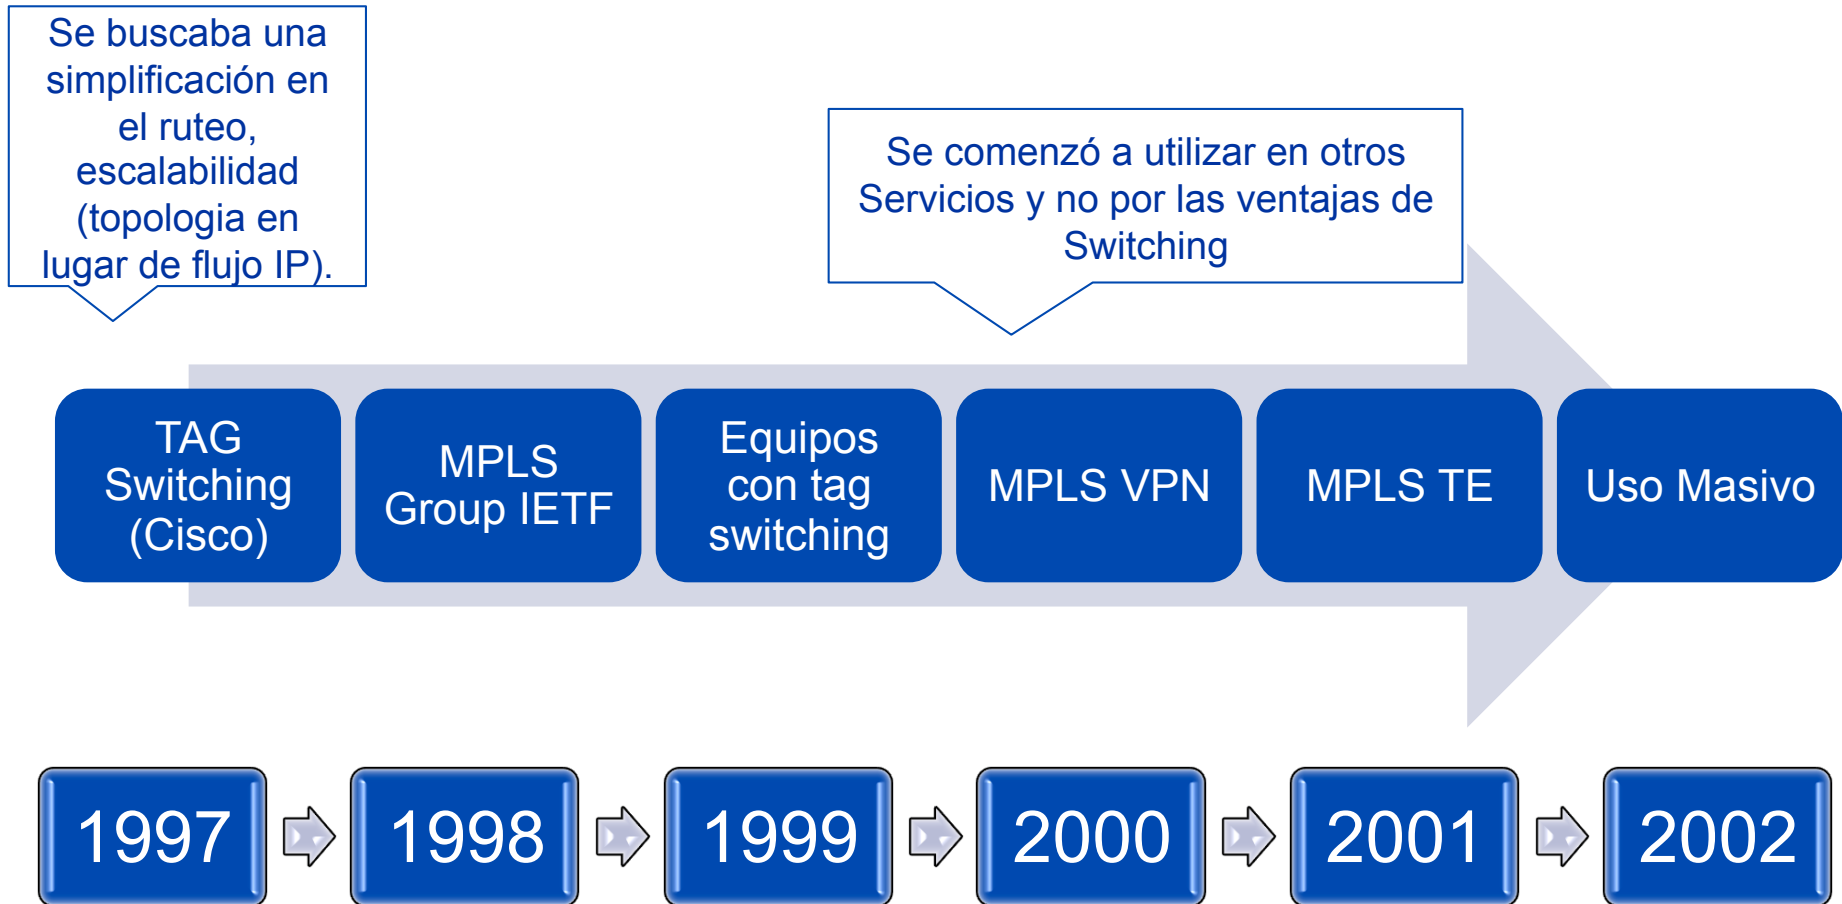 Se buscaba una
simplificación en
el ruteo,
escalabilidad
(topologia en
lugar de flujo IP).
Se comenzó a utilizar en otros
Servicios y no por las ventajas de
Switching
TAG
Switching
(Cisco)
MPLS
Group IETF
Equipos
con tag
switching
MPLS VPN
MPLS TE
Uso Masivo
1997
1998
1999
2000
2001
2002